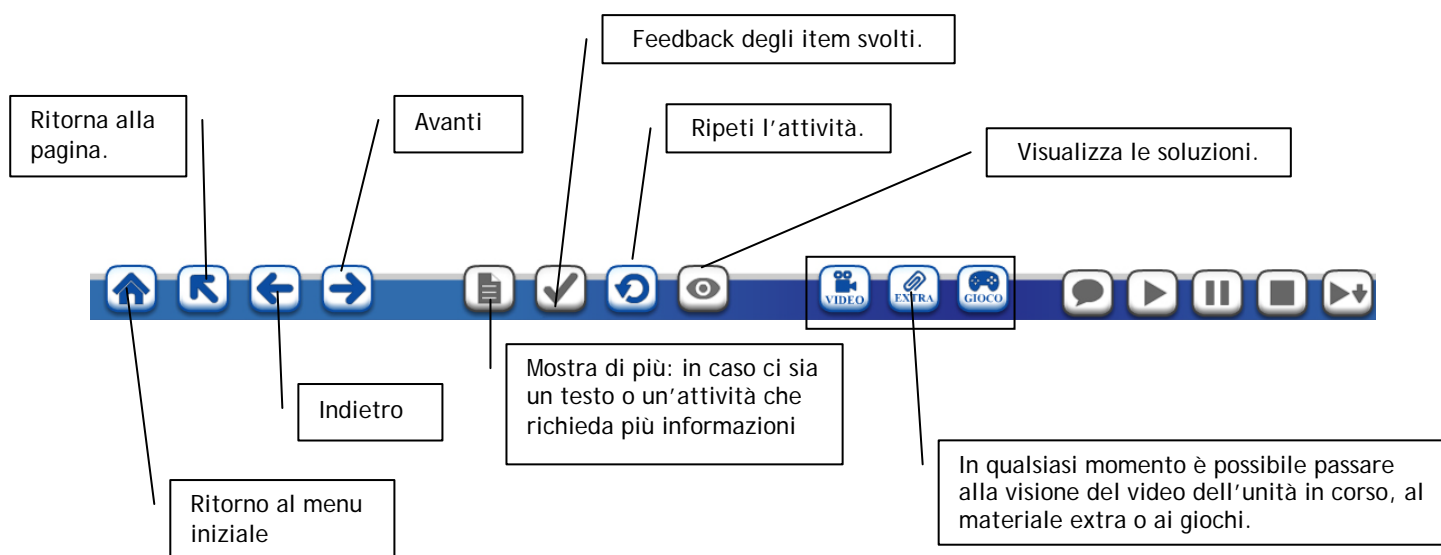 Feedback degli item svolti.
Ritorna alla
pagina.
Avanti
Ripeti l'attività.
Visualizza le soluzioni.
VIDEO
EXTRA
GIOCO
Indietro
Mostra di più: in caso ci sia
un testo o un'attività che
richieda più informazioni
Ritorno al menu
iniziale
In qualsiasi momento è possibile passare
alla visione del video dell'unità in corso, al
materiale extra o ai giochi.